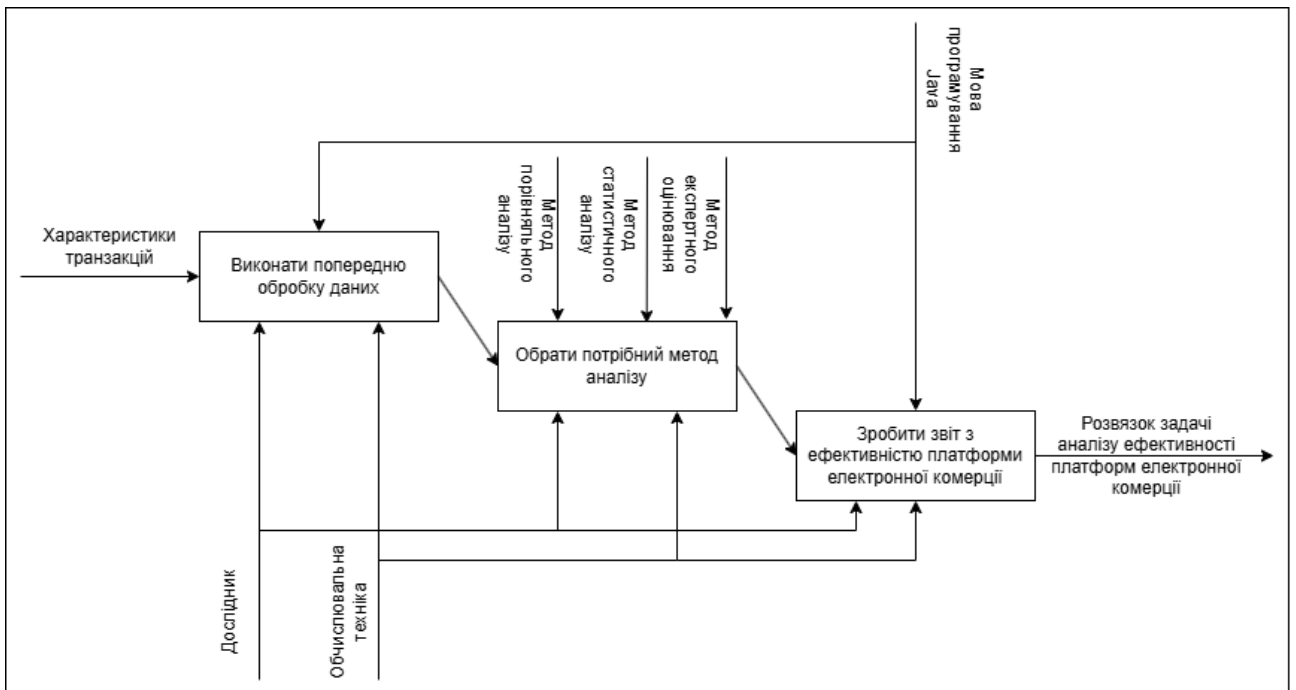 Мова
програмування
Java
Метод
порівняльного
аналізу
Метод
статистичного
аналізу
Метод
експертного
оцінювання
Характеристики
транзакцій
Виконати попередню
обробку даних
Обрати потрібний метод
аналізу
Зробити звіт з
ефективністю платформи
електронної комерції
Розвязок задачі
аналізу ефективності
платформ електронної
комерції
Дослідник
Обчислювальна
техніка